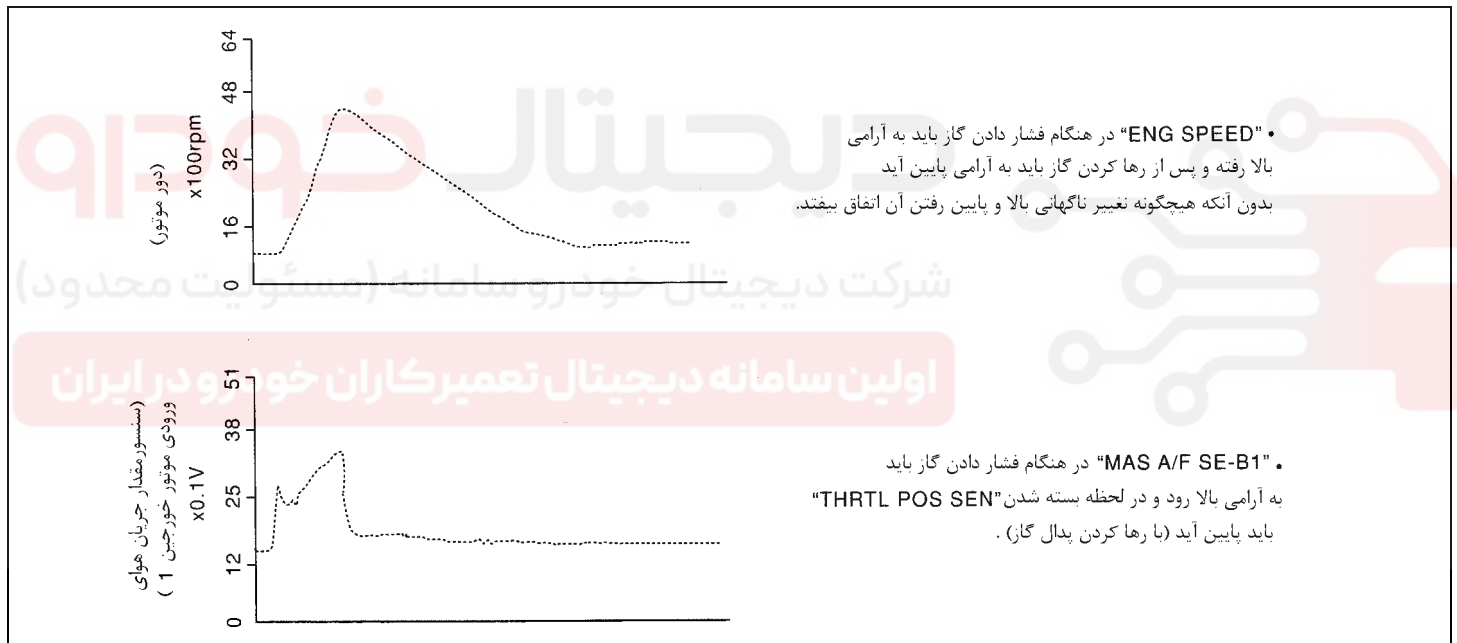 64
48
32
16
0
x100rpm
(دور موتور)
• "ENG SPEED" در هنگام فشار دادن گاز باید به آرامی
بالا رفته و پس از رها کردن گاز باید به آرامی پایین آید
بدون آنکه هیچگونه تغییر ناگهانی بالا و پایین رفتن آن اتفاق بیفتد.
دیجیتال خودرو
شرکت دیجیتال خودرو سامانه (مسئولیت محدود)
اولین سامانه دیجیتال تعمیرکاران خودرو در ایران
51
38
25
12
0
x0.1V
(سنسورمقدار جریان هوای
ورودی موتور خورجین 1 )
• "MAS A/F SE-B1" در هنگام فشار دادن گاز باید
به آرامی بالا رود و در لحظه بسته شدن "THRTL POS SEN"
باید پایین آید (با رها کردن پدال گاز) .